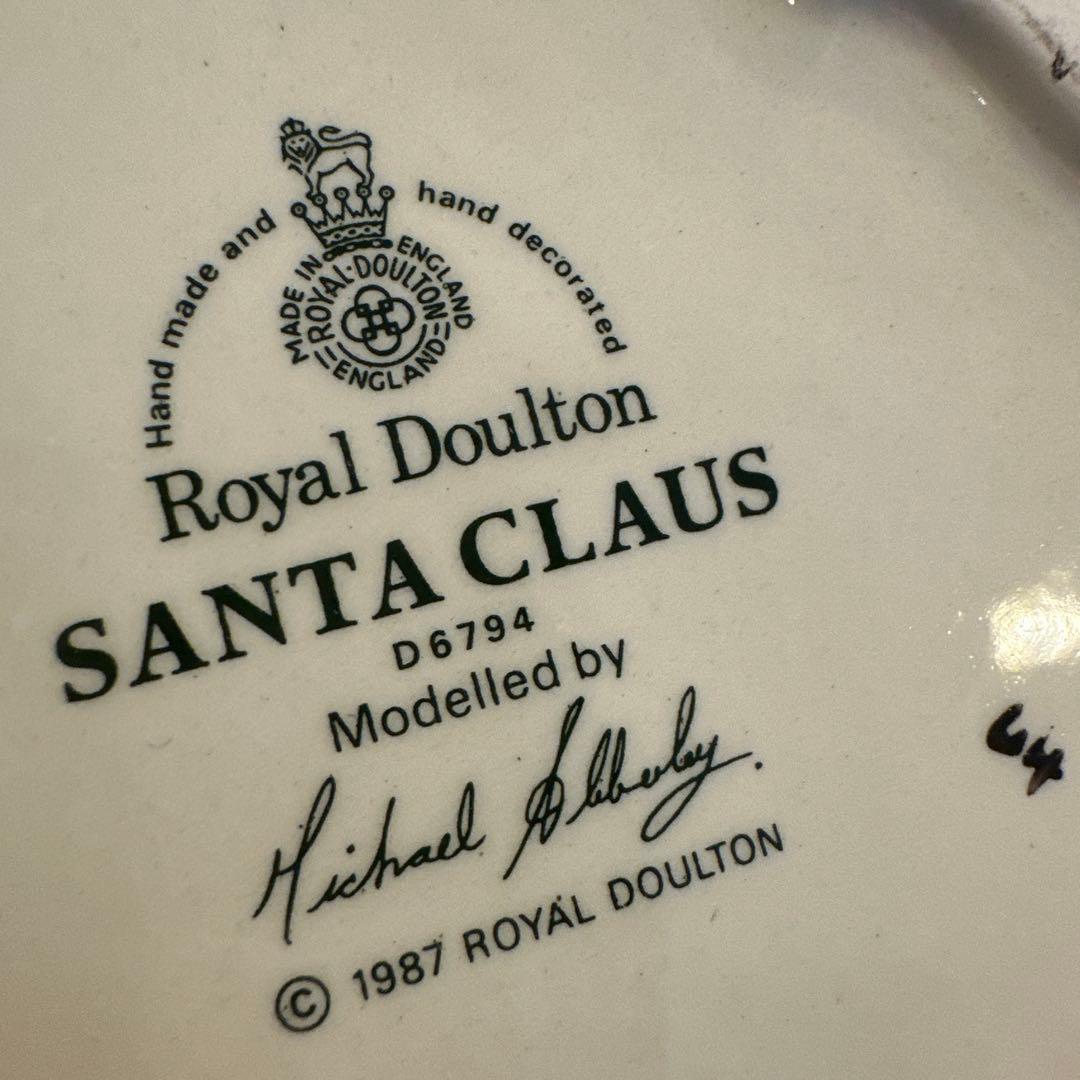 Hand made and hand decorated
MADE IN ENGLAND
ROYAL·DOULTON
ENGLAND
Royal Doulton
SANTA CLAUS
D6794
Modelled by
Michael Abberley.
© 1987 ROYAL DOULTON